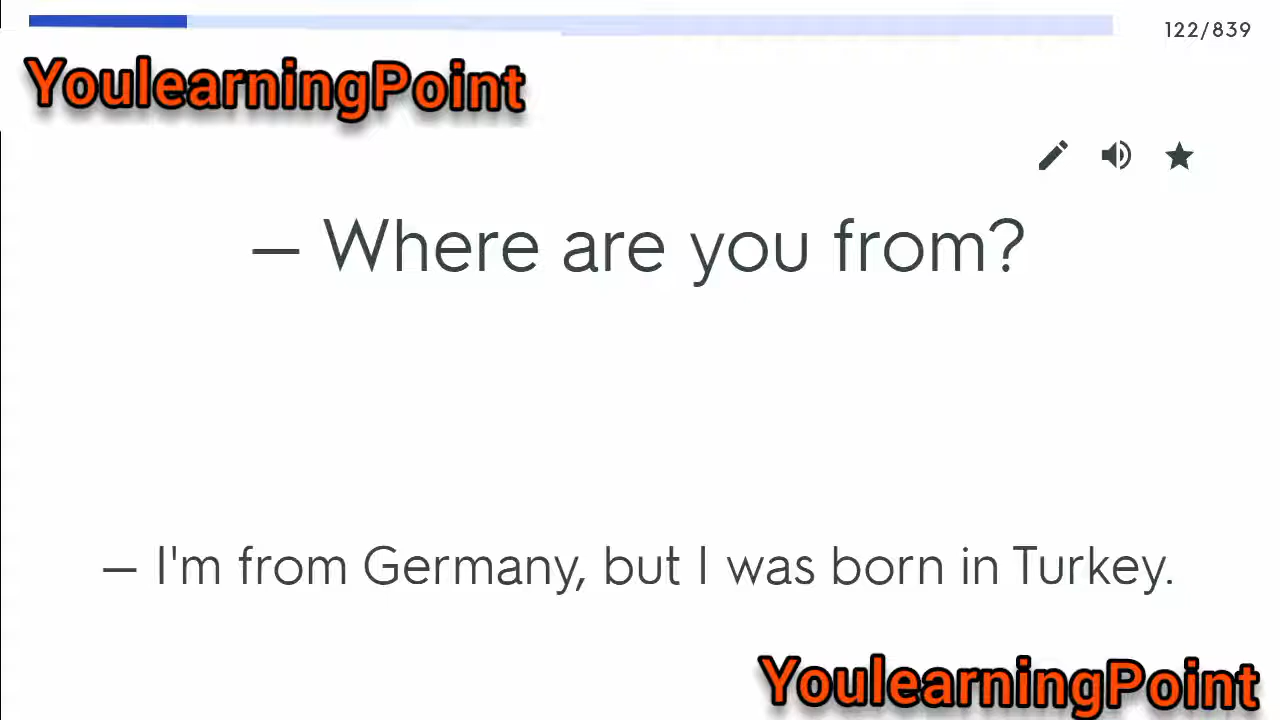 122/839
YoulearningPoint
— Where are you from?
— I'm from Germany, but I was born in Turkey.
YoulearningPoint